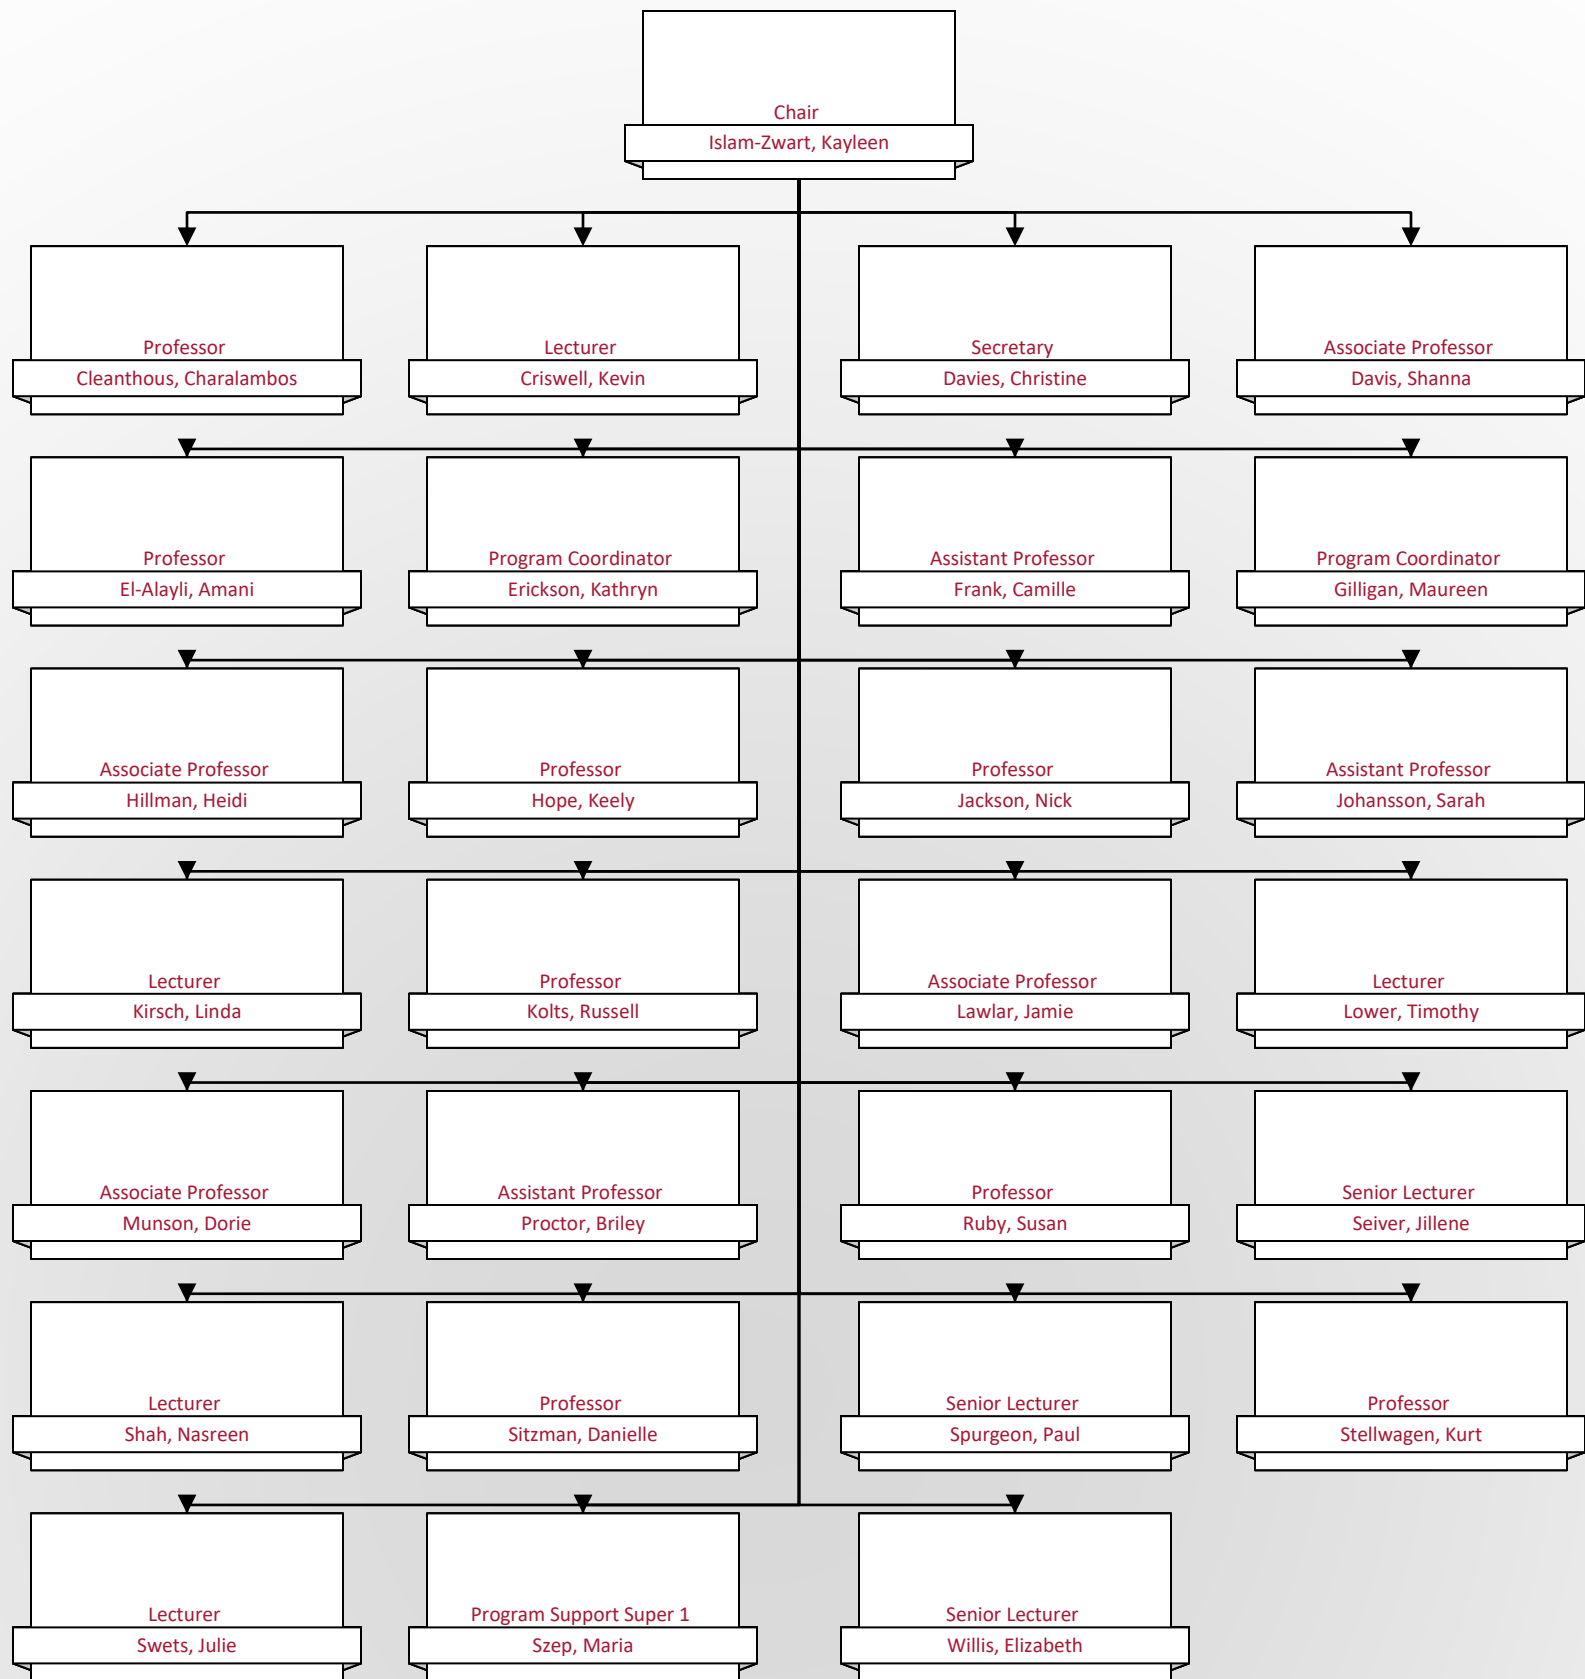 Chair
Islam-Zwart, Kayleen
Professor
Cleanthous, Charalambos
Lecturer
Criswell, Kevin
Secretary
Davies, Christine
Associate Professor
Davis, Shanna
Professor
El-Alayli, Amani
Program Coordinator
Erickson, Kathryn
Assistant Professor
Frank, Camille
Program Coordinator
Gilligan, Maureen
Associate Professor
Hillman, Heidi
Professor
Hope, Keely
Professor
Jackson, Nick
Assistant Professor
Johansson, Sarah
Lecturer
Kirsch, Linda
Professor
Kolts, Russell
Associate Professor
Lawlar, Jamie
Lecturer
Lower, Timothy
Associate Professor
Munson, Dorie
Assistant Professor
Proctor, Briley
Professor
Ruby, Susan
Senior Lecturer
Seiver, Jillene
Lecturer
Shah, Nasreen
Professor
Sitzman, Danielle
Senior Lecturer
Spurgeon, Paul
Professor
Stellwagen, Kurt
Lecturer
Swets, Julie
Program Support Super 1
Szep, Maria
Senior Lecturer
Willis, Elizabeth